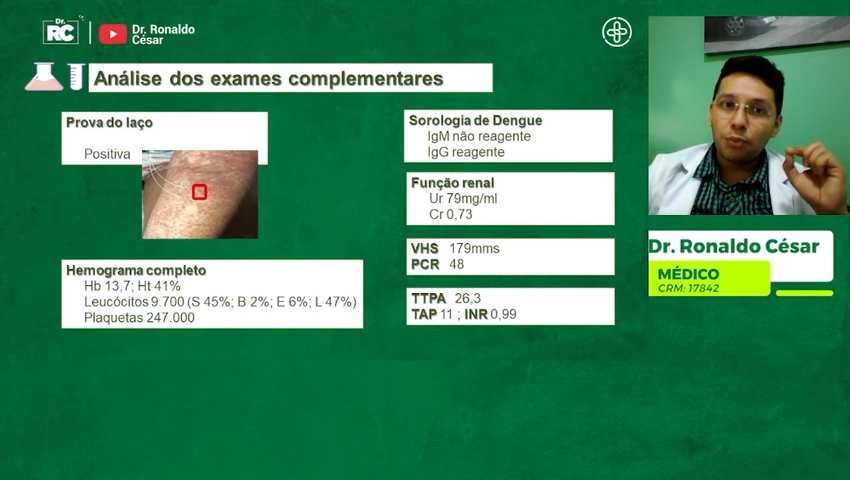 Dr.
RC
Dr. Ronaldo
César
Análise dos exames complementares
Prova do laço
Positiva
Hemograma completo
Hb 13,7; Ht 41%
Leucócitos 9.700 (S 45%; B 2%; E 6%; L 47%)
Plaquetas 247.000
Sorologia de Dengue
IgM não reagente
IgG reagente
Função renal
Ur 79mg/ml
Cr 0,73
VHS 179mms
PCR 48
TTPA 26,3
TAP 11 ; INR 0,99
Dr. Ronaldo César
MÉDICO
CRM: 17842